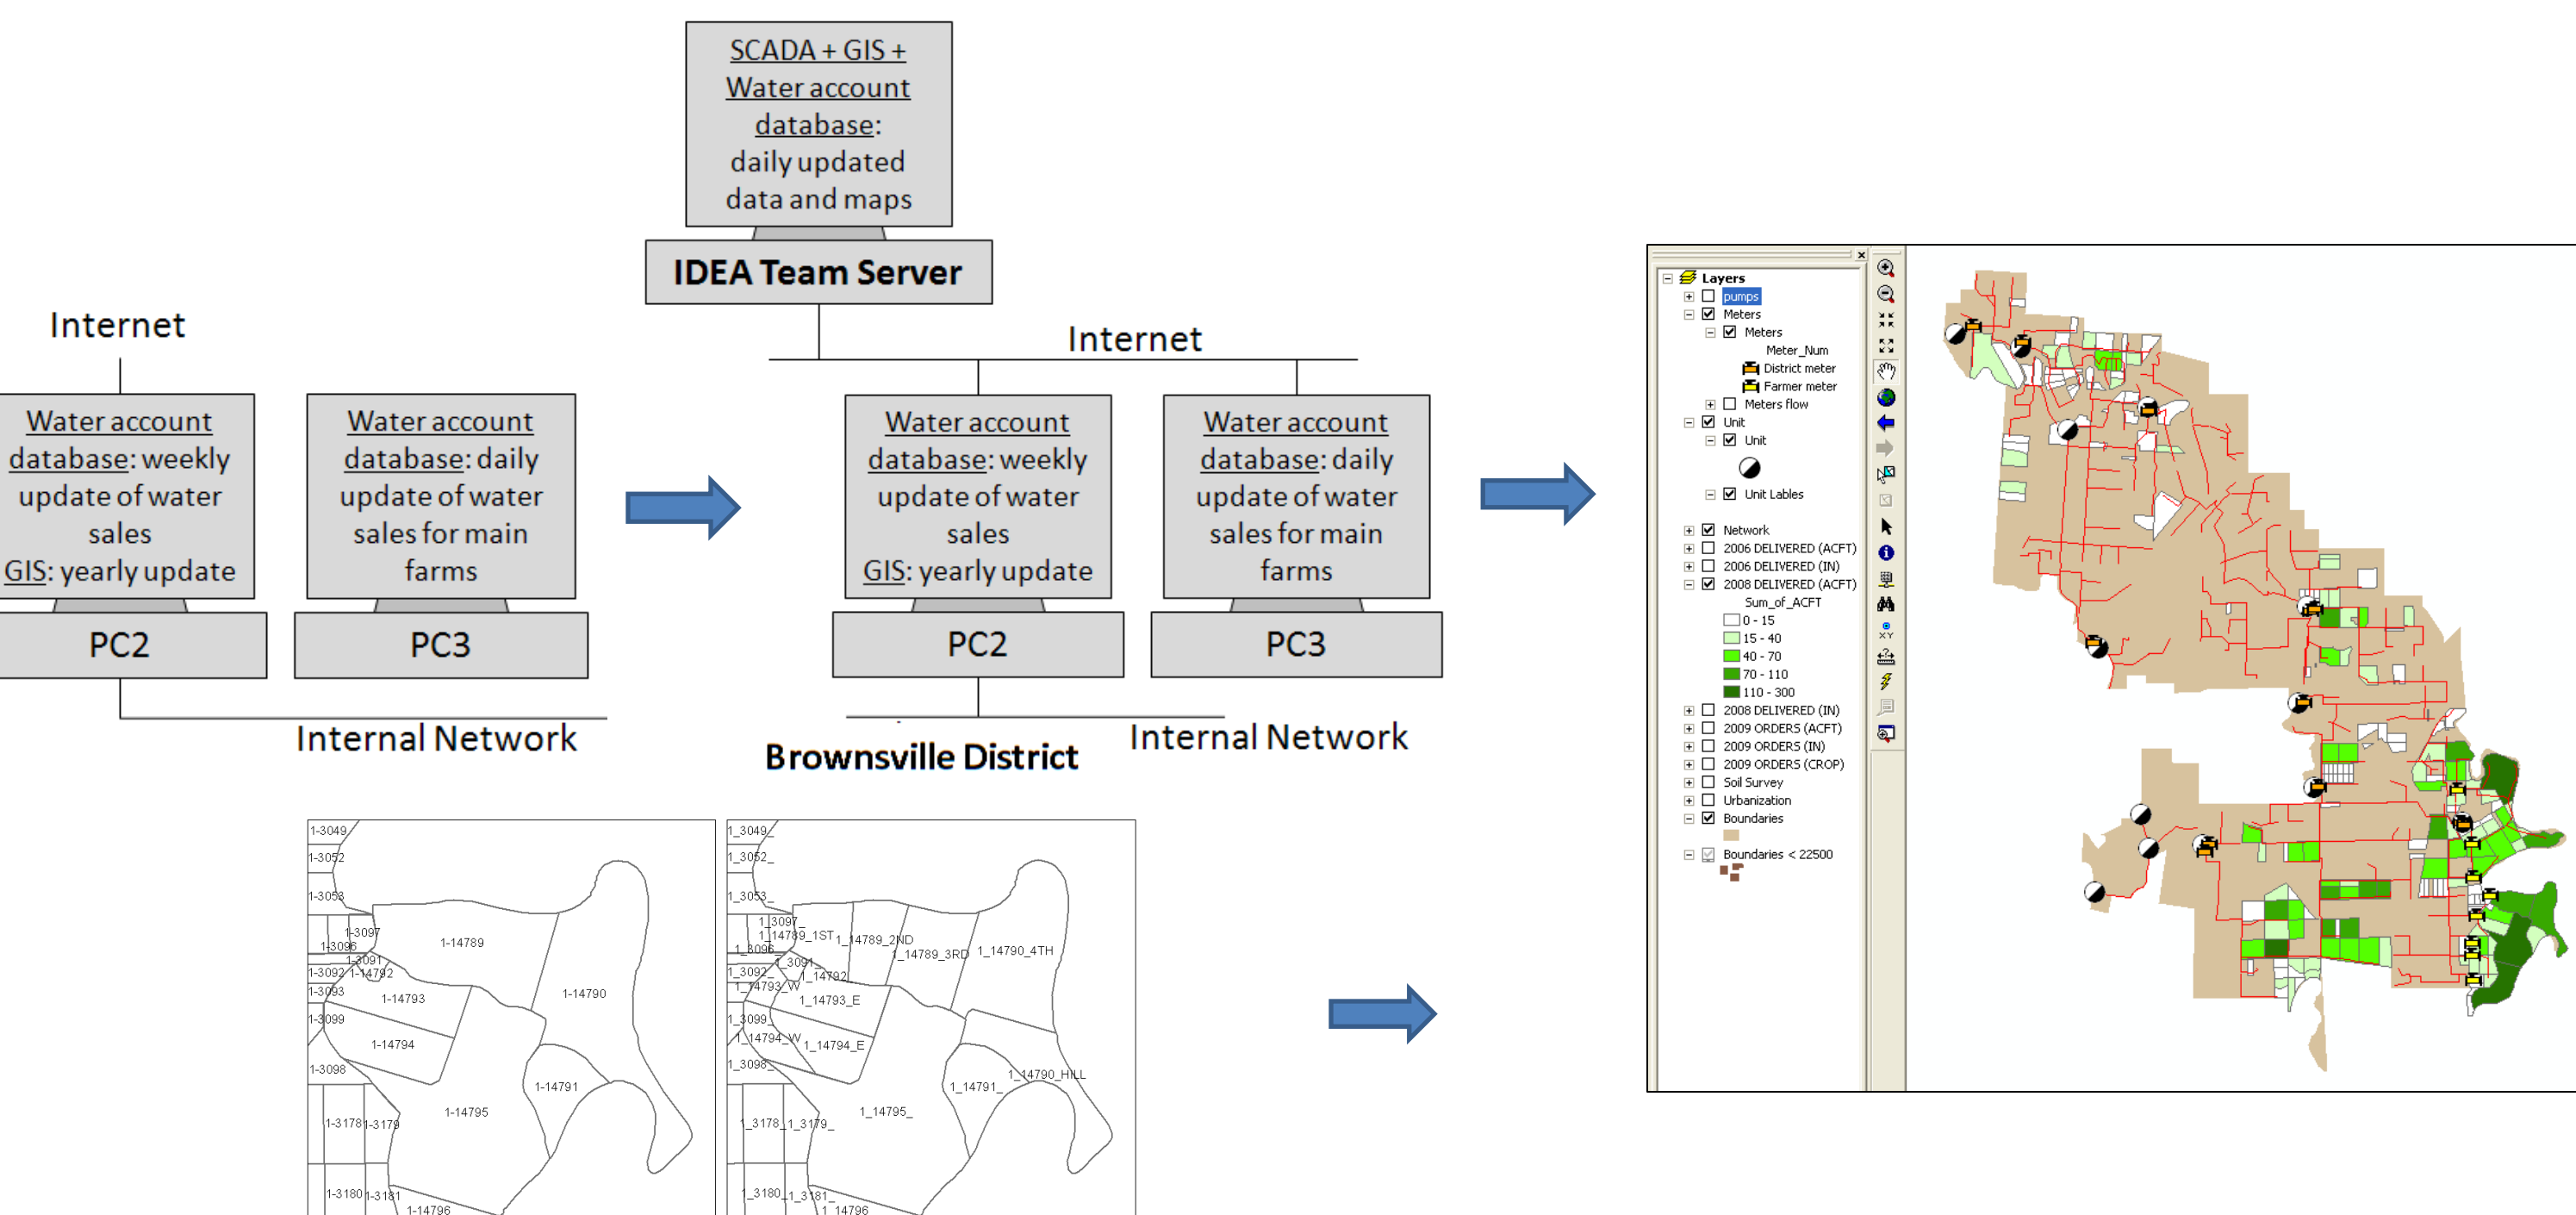 SCADA + GIS +
Water account
database:
daily updated
data and maps
IDEA Team Server
Internet
Internet
Water account
database: weekly
update of water
sales
GIS: yearly update
PC2
Water account
database: daily
update of water
sales for main
farms
PC3
Internal Network
Water account
database: weekly
update of water
sales
GIS: yearly update
PC2
Water account
database: daily
update of water
sales for main
farms
PC3
Internal Network
Brownsville District
1-3049
1-3052
1-3053
1-3097
1-3096
1-3091
1-3092
1-14792
1-3093
1-14789
1-14790
1-14793
1-3099
1-14794
1-3098
1-14791
1-14795
1-3178
1-3179
1-3180
1-3181
1-14796
1_3049_
1_3052_
1_3053_
1_3097_
1_14789_1ST
1_14789_2ND
1_3096_
1_14789_3RD
1_14790_4TH
1_3091_
1_3092_
1_14792
1_14793_W
1_14793_E
1_3099_
1_14794_W
1_14794_E
1_3098_
1_14790_HILL
1_14791_
1_14795_
1_3178_
1_3179_
1_3180_
1_3181_
1_14796
Layers
pumps
Meters
Meters
Meter_Num
District meter
Farmer meter
Meters flow
Unit
Unit
Unit Lables
Network
2006 DELIVERED (ACFT)
2006 DELIVERED (IN)
2008 DELIVERED (ACFT)
Sum_of_ACFT
0 - 15
15 - 40
40 - 70
70 - 110
110 - 300
2008 DELIVERED (IN)
2009 ORDERS (ACFT)
2009 ORDERS (IN)
2009 ORDERS (CROP)
Soil Survey
Urbanization
Boundaries
Boundaries < 22500
XY